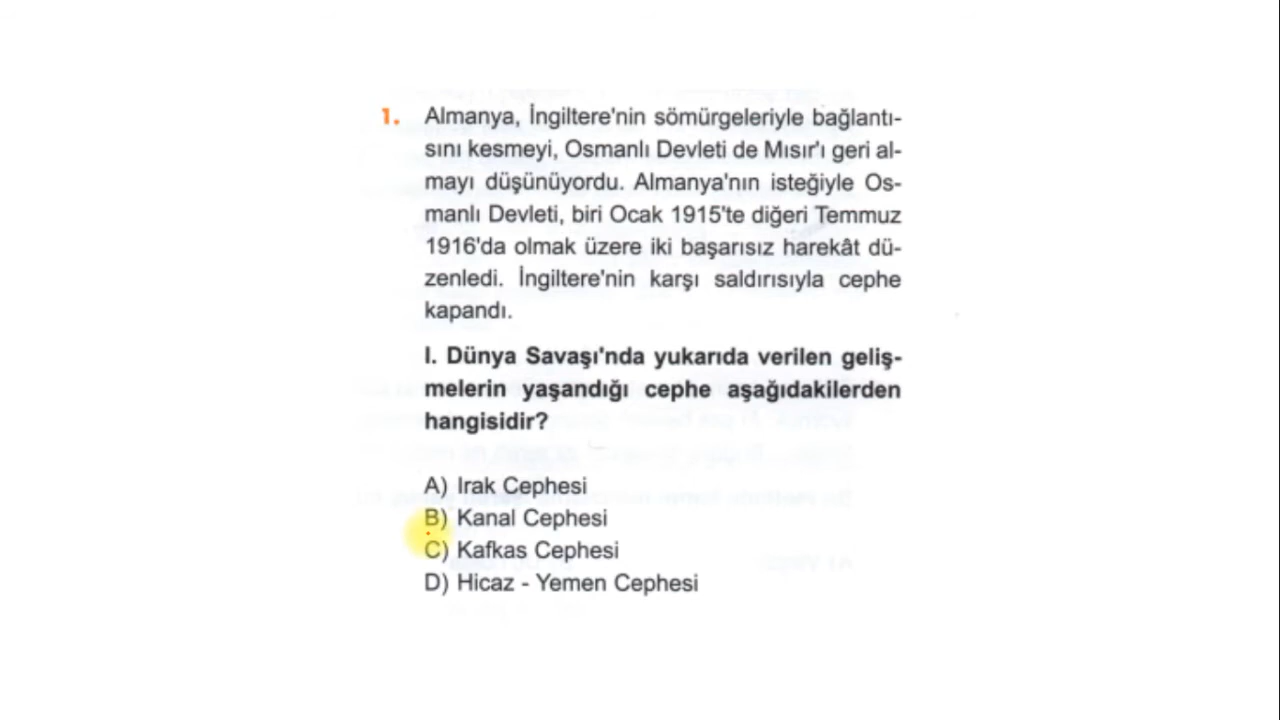 1. Almanya, İngiltere'nin sömürgeleriyle bağlantı-
sını kesmeyi, Osmanlı Devleti de Mısır'ı geri al-
mayı düşünüyordu. Almanya'nın isteğiyle Os-
manlı Devleti, biri Ocak 1915'te diğeri Temmuz
1916'da olmak üzere iki başarısız harekât dü-
zenledi. İngiltere'nin karşı saldırısıyla cephe
kapandı.
I. Dünya Savaşı'nda yukarıda verilen geliş-
melerin yaşandığı cephe aşağıdakilerden
hangisidir?
A) Irak Cephesi
B) Kanal Cephesi
C) Kafkas Cephesi
D) Hicaz - Yemen Cephesi